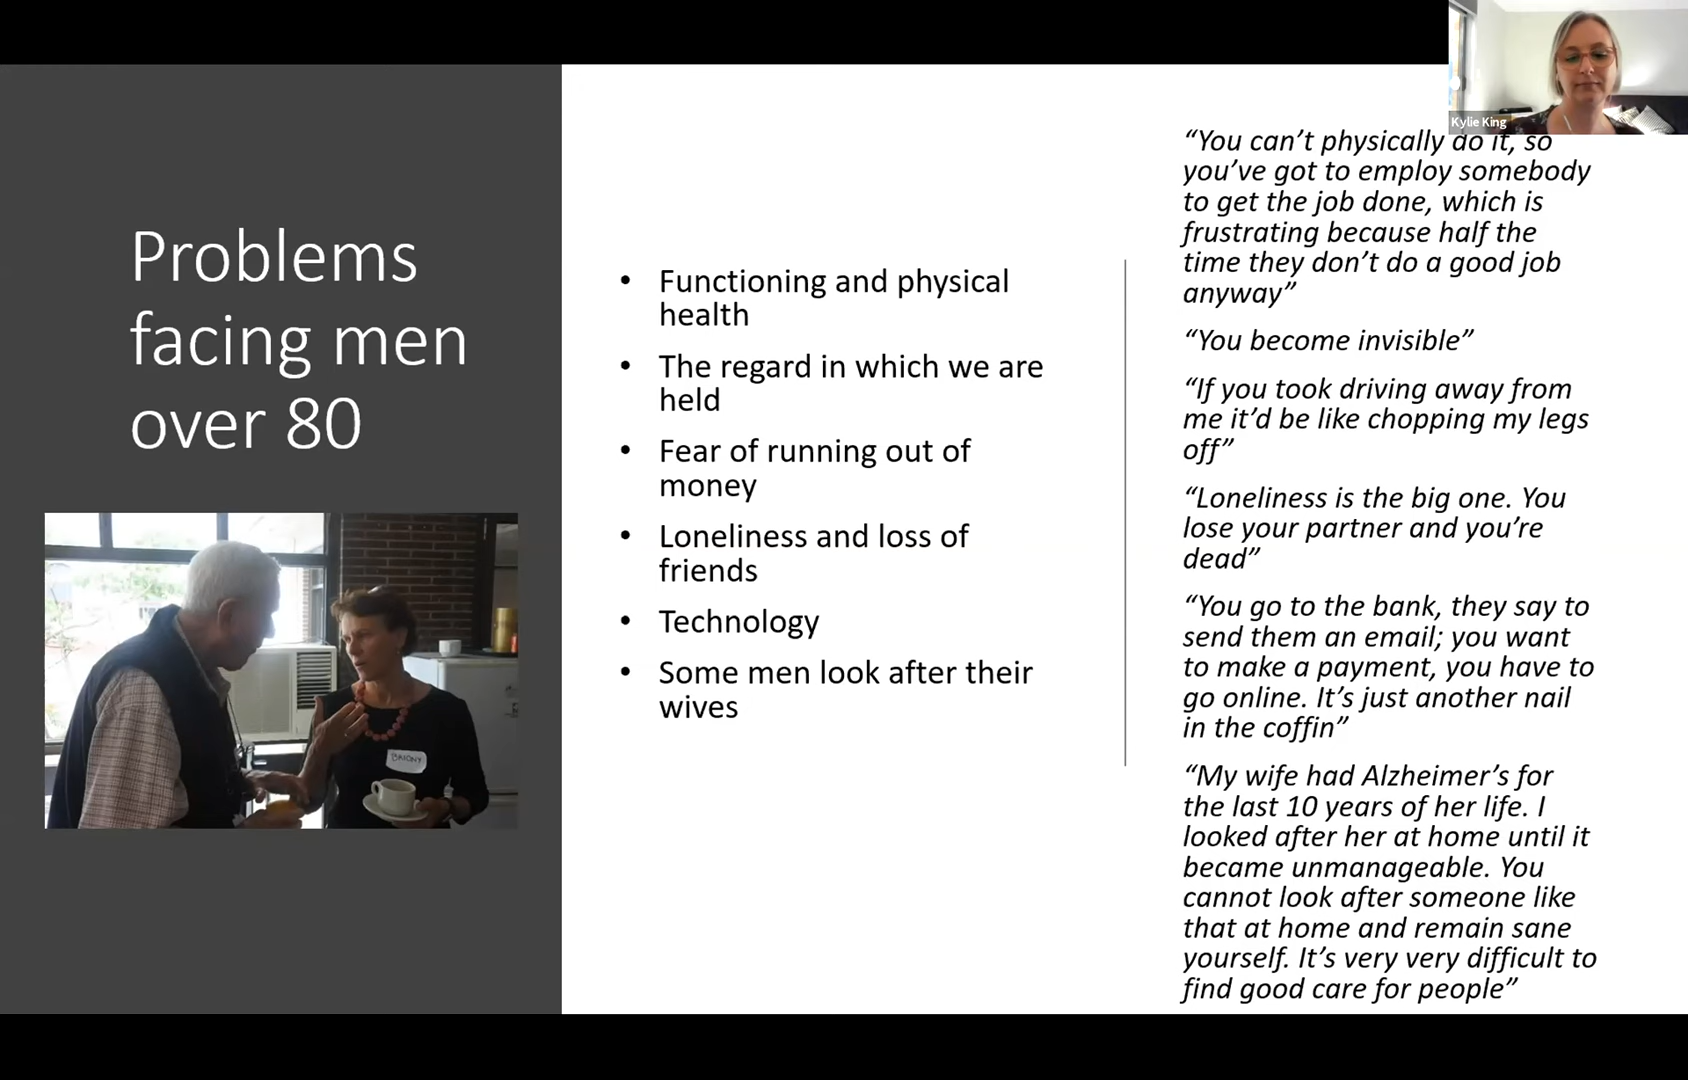 Kylie King
Problems
facing men
over 80
BRIONY
• Functioning and physical
health
• The regard in which we are
held
• Fear of running out of
money
• Loneliness and loss of
friends
• Technology
• Some men look after their
wives
“You can’t physically do it, so
you’ve got to employ somebody
to get the job done, which is
frustrating because half the
time they don’t do a good job
anyway”
“You become invisible”
“If you took driving away from
me it’d be like chopping my legs
off”
“Loneliness is the big one. You
lose your partner and you’re
dead”
“You go to the bank, they say to
send them an email; you want
to make a payment, you have to
go online. It’s just another nail
in the coffin”
“My wife had Alzheimer’s for
the last 10 years of her life. I
looked after her at home until it
became unmanageable. You
cannot look after someone like
that at home and remain sane
yourself. It’s very very difficult to
find good care for people”